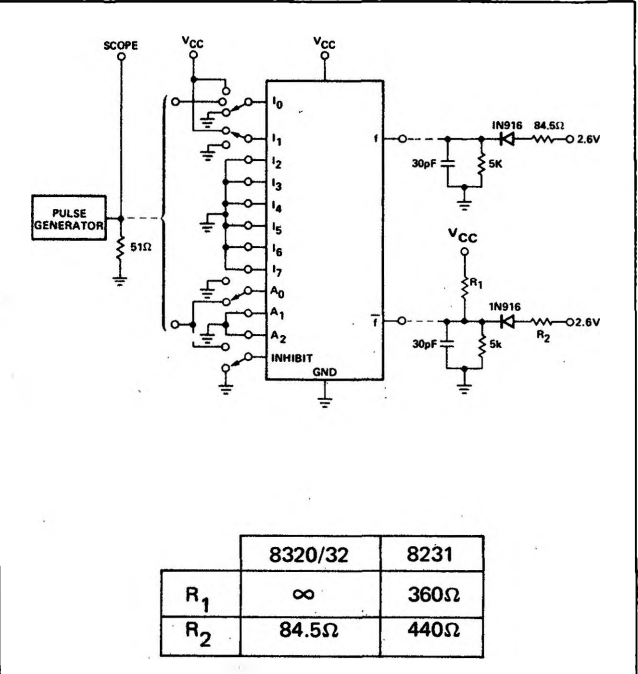 SCOPE
VCC
VCC
I0
I1
I2
I3
I4
I5
I6
I7
A0
A1
A2
INHIBIT
GND
PULSE
GENERATOR
51Ω
f
1N916
84.5Ω
2.6V
30pF
5K
VCC
R1
f̅
1N916
R2
2.6V
30pF
5k
8320/32 8231
R1 ∞ 360Ω
R2 84.5Ω 440Ω